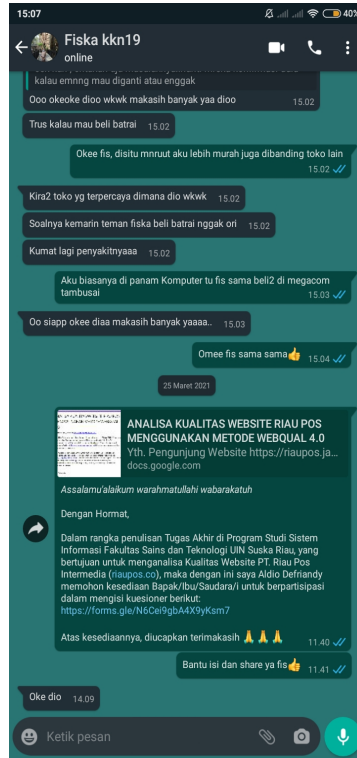 15:07
40%
Fiska kkn19
online
kalau emnng mau diganti atau enggak
Ooo okeoke dioo wkwk makasih banyak yaa dioo
15.02
Trus kalau mau beli batrai 15.02
Okee fis, disitu mnruut aku lebih murah juga dibanding toko lain
15.02
Kira2 toko yg terpercaya dimana dio wkwk 15.02
Soalnya kemarin teman fiska beli batrai nggak ori 15.02
Kumat lagi penyakitnyaaa 15.02
Aku biasanya di panam Komputer tu fis sama beli2 di megacom
tambusai
15.03
Oo siapp okee diaa makasih banyak yaaaa.. 15.03
Omee fis sama sama👍 15.04
25 Maret 2021
ANALISA KUALITAS WEBSITE RIAU POS
MENGGUNAKAN METODE WEBQUAL 4.0
Yth. Pengunjung Website https://riaupos.ja...
docs.google.com
Assalamu'alaikum warahmatullahi wabarakatuh
Dengan Hormat,
Dalam rangka penulisan Tugas Akhir di Program Studi Sistem
Informasi Fakultas Sains dan Teknologi UIN Suska Riau, yang
bertujuan untuk menganalisa Kualitas Website PT. Riau Pos
Intermedia (riaupos.co), maka dengan ini saya Aldio Defriandy
memohon kesediaan Bapak/Ibu/Saudara/i untuk berpartisipasi
dalam mengisi kuesioner berikut:
https://forms.gle/N6Cei9gbA4X9yKsm7
Atas kesediaannya, diucapkan terimakasih 🙏🙏🙏
11.40
Bantu isi dan share ya fis👍 11.41
Oke dio 14.09
Ketik pesan